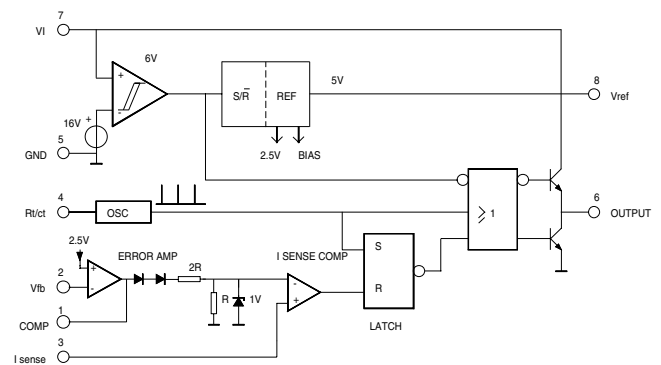 7
VI
6V
S/R̅
REF
5V
8
Vref
16V
+
-
+
5
GND
2.5V
BIAS
4
Rt/ct
OSC
≥ 1
6
OUTPUT
2.5V
ERROR AMP
2R
I SENSE COMP
S
+
-
2
Vfb
R
1V
-
+
R
1
COMP
LATCH
3
I sense